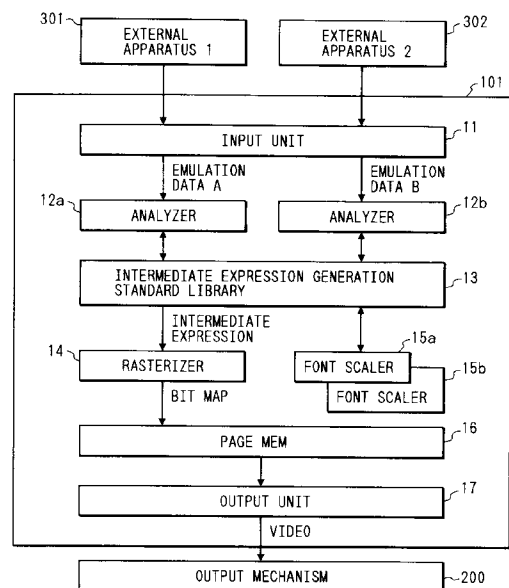 301
EXTERNAL
APPARATUS 1
EXTERNAL
APPARATUS 2
302
101
INPUT UNIT
11
EMULATION
DATA A
EMULATION
DATA B
12a
ANALYZER
ANALYZER
12b
INTERMEDIATE EXPRESSION GENERATION
STANDARD LIBRARY
13
INTERMEDIATE
EXPRESSION
14
RASTERIZER
15a
FONT SCALER
15b
FONT SCALER
BIT MAP
PAGE MEM
16
OUTPUT UNIT
17
VIDEO
OUTPUT MECHANISM
200